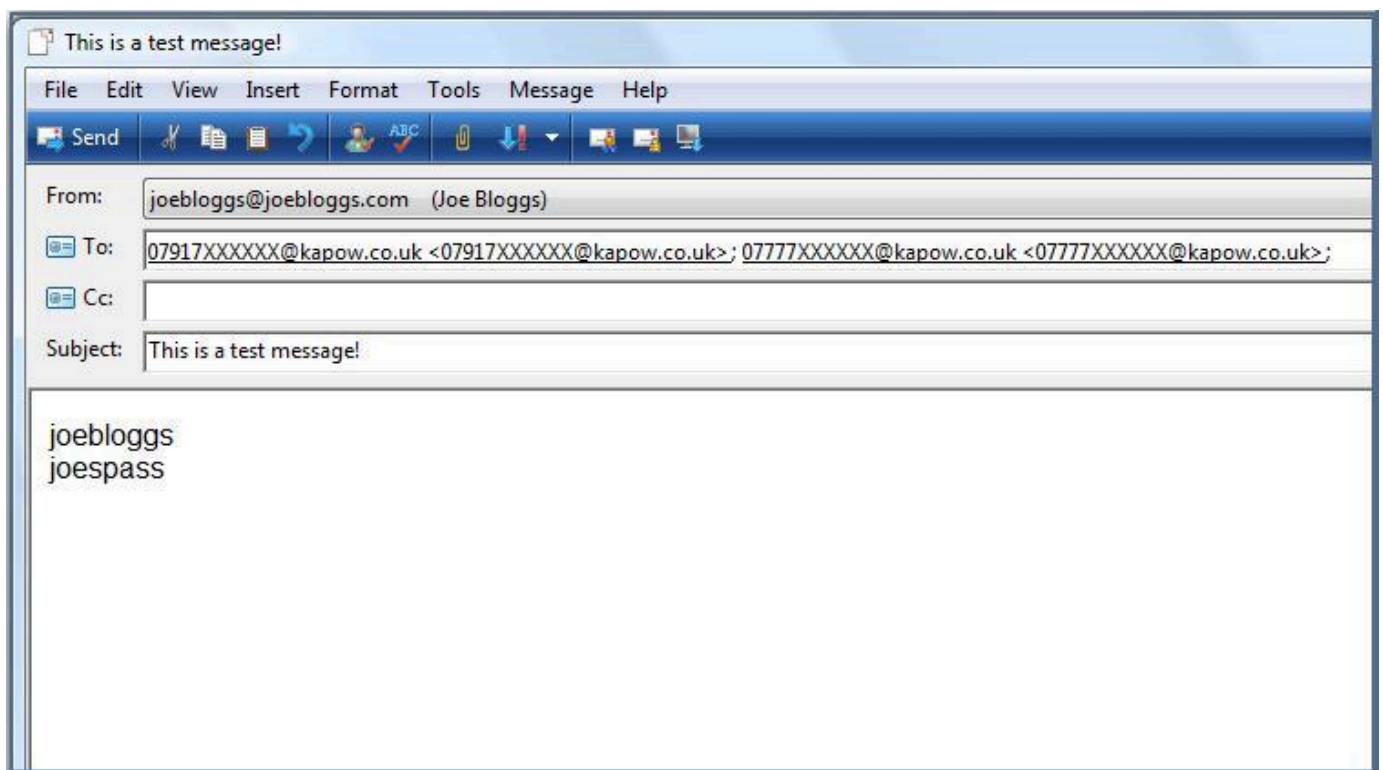 This is a test message!
File Edit View Insert Format Tools Message Help
Send ABC
From: joebloggs@joebloggs.com (Joe Bloggs)
To: 07917XXXXXX@kapow.co.uk <07917XXXXXX@kapow.co.uk>; 07777XXXXXX@kapow.co.uk <07777XXXXXX@kapow.co.uk>;
Cc:
Subject: This is a test message!
joebloggs
joespass